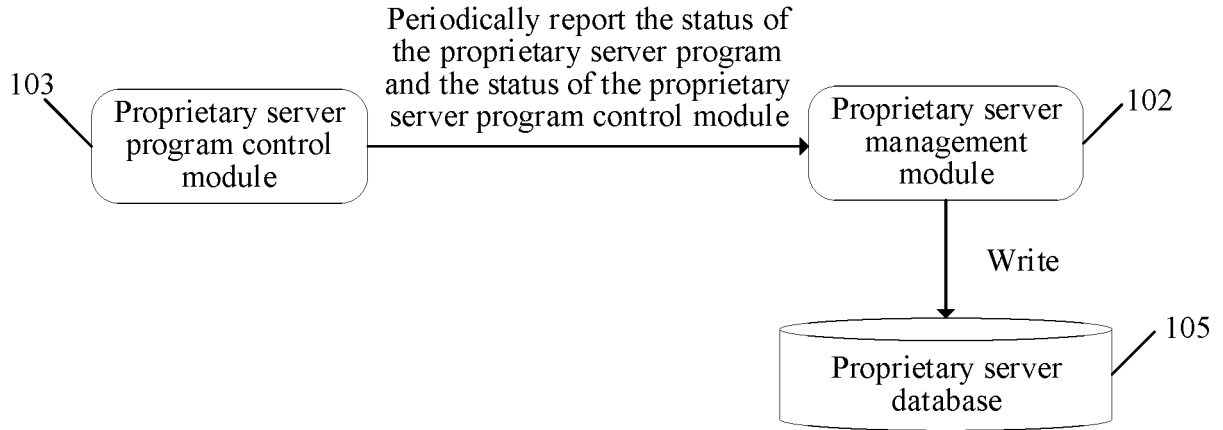 Periodically report the status of
the proprietary server program
and the status of the proprietary
server program control module
103
Proprietary server
program control
module
102
Proprietary server
management
module
Write
105
Proprietary server
database